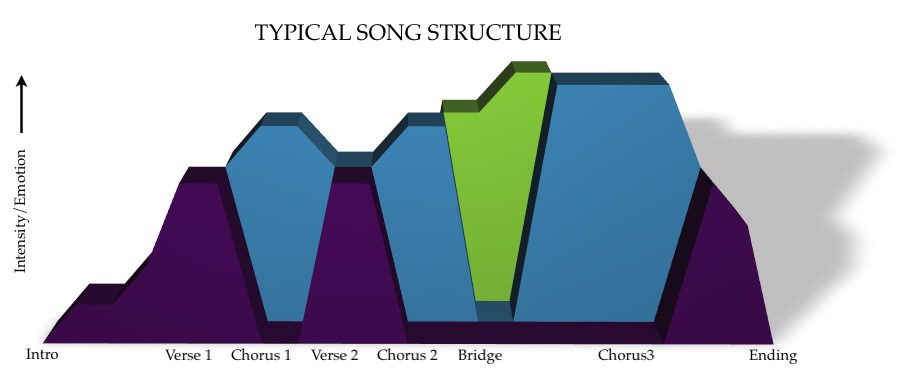 TYPICAL SONG STRUCTURE
Intensity/Emotion
Intro Verse 1 Chorus 1 Verse 2 Chorus 2 Bridge Chorus3 Ending